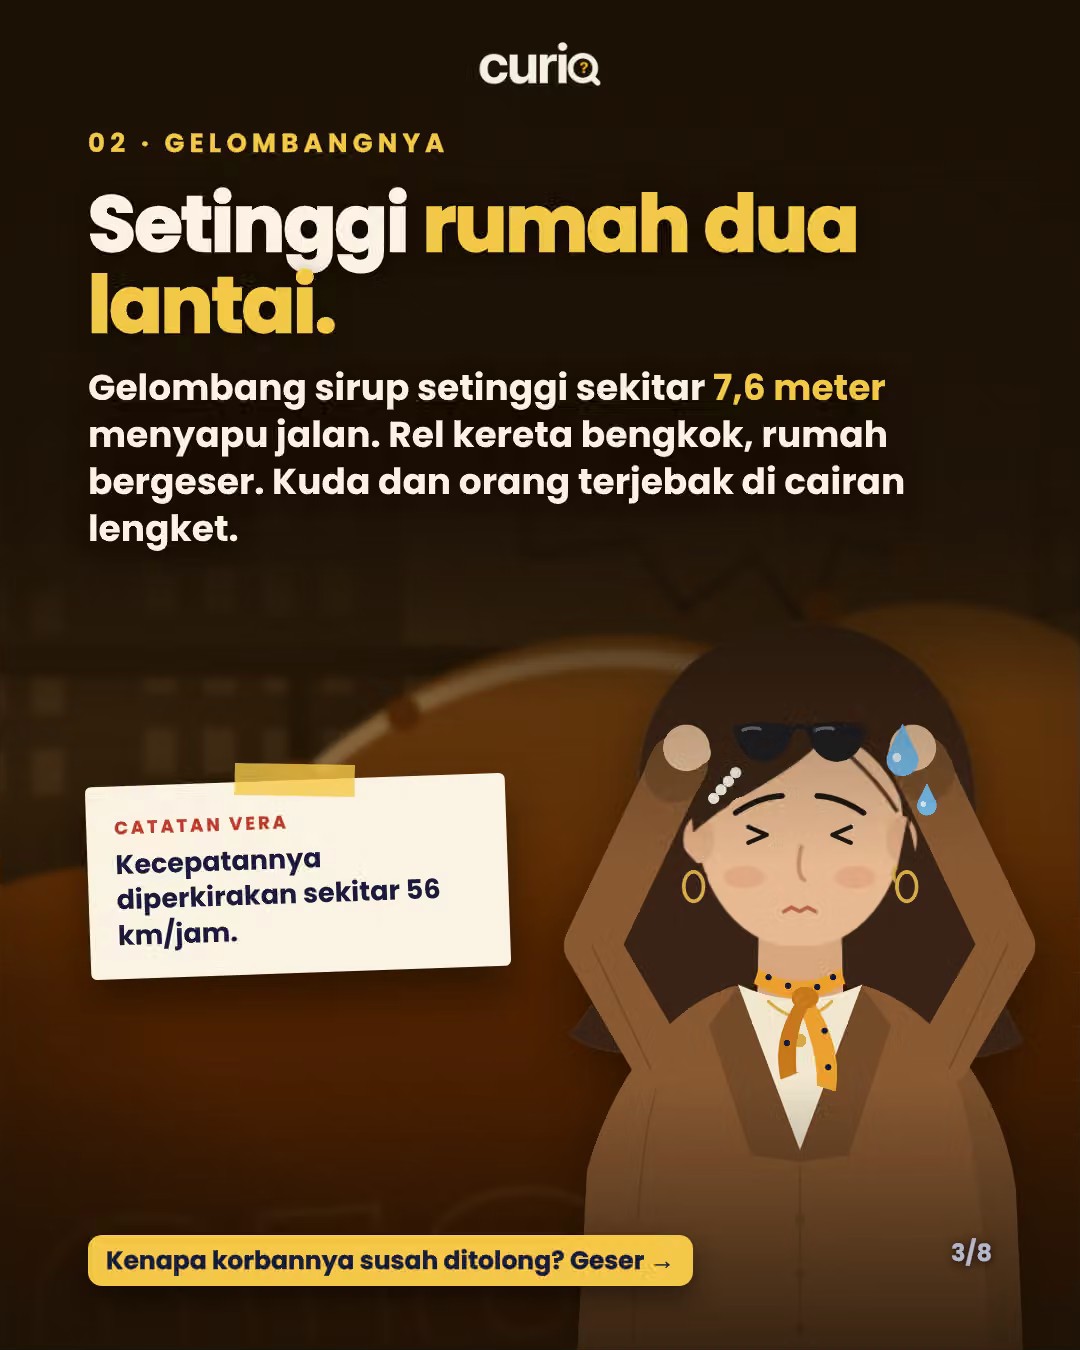 curio
02 · GELOMBANGNYA
Setinggi rumah dua
lantai.
Gelombang sirup setinggi sekitar 7,6 meter
menyapu jalan. Rel kereta bengkok, rumah
bergeser. Kuda dan orang terjebak di cairan
lengket.
CATATAN VERA
Kecepatannya
diperkirakan sekitar 56
km/jam.
Kenapa korbannya susah ditolong? Geser →
3/8